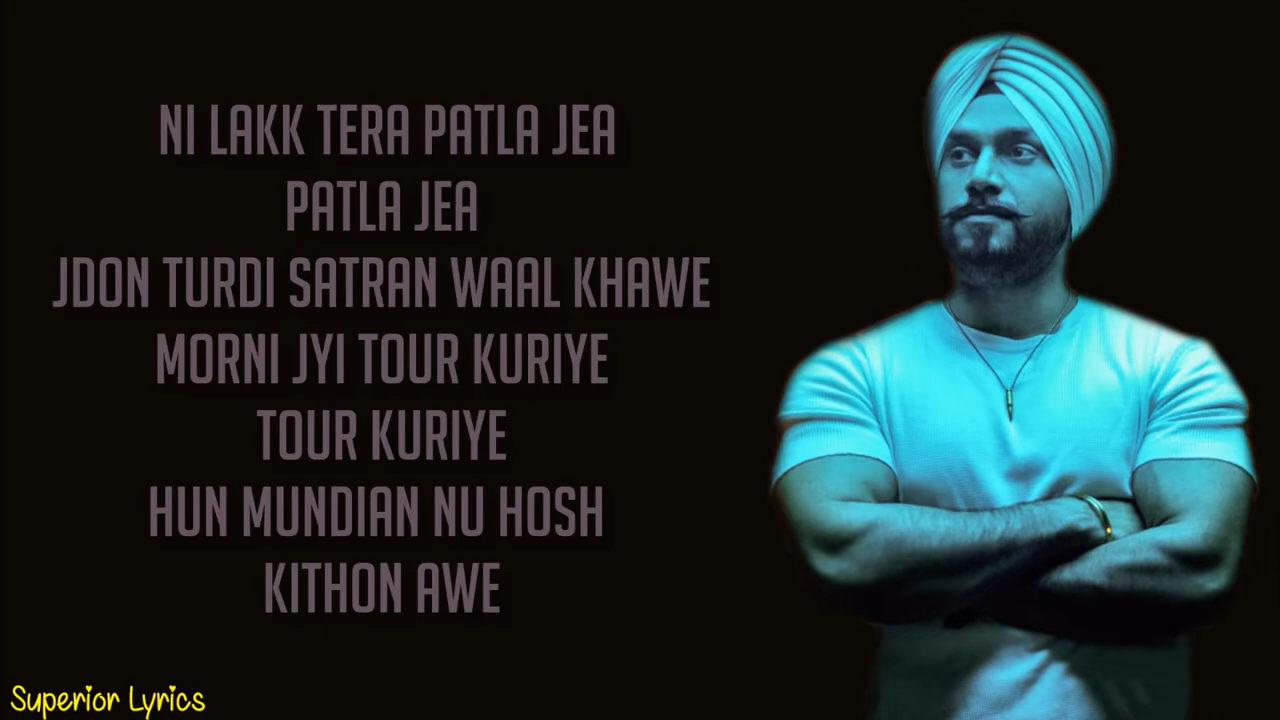 NI LAKK TERA PATLA JEA
PATLA JEA
JDON TURDI SATRAN WAAL KHAWE
MORNI JYI TOUR KURIYE
TOUR KURIYE
HUN MUNDIAN NU HOSH
KITHON AWE
Superior Lyrics